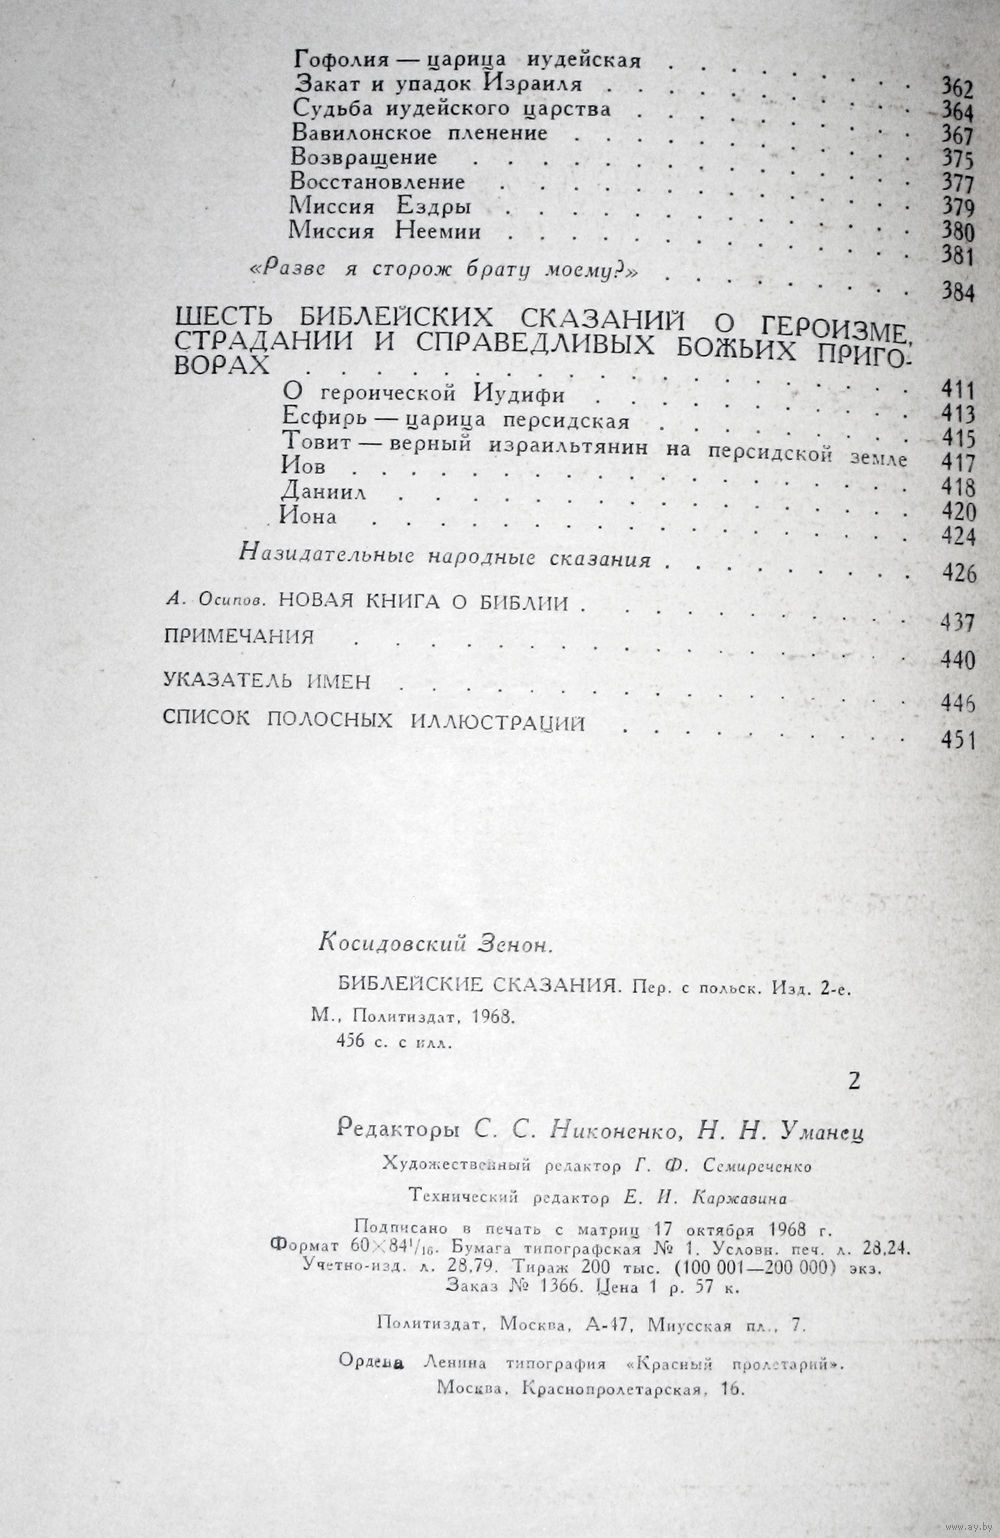 Гофолия — царица иудейская . . . . . . . . . 362
Закат и упадок Израиля . . . . . . . . . . . 364
Судьба иудейского царства . . . . . . . . . . 367
Вавилонское пленение . . . . . . . . . . . . 375
Возвращение . . . . . . . . . . . . . . 377
Восстановление . . . . . . . . . . . . . 379
Миссия Ездры . . . . . . . . . . . . . 380
Миссия Неемии . . . . . . . . . . . . . 381
«Разве я сторож брату моему?» . . . . . . . . . 384
ШЕСТЬ БИБЛЕЙСКИХ СКАЗАНИЙ О ГЕРОИЗМЕ,
СТРАДАНИИ И СПРАВЕДЛИВЫХ БОЖЬИХ ПРИГО-
ВОРАХ . . . . . . . . . . . . . . . . . . 411
О героической Иудифи . . . . . . . . . . . 413
Есфирь — царица персидская . . . . . . . . . 415
Товит — верный израильтянин на персидской земле 417
Иов . . . . . . . . . . . . . . . . . 418
Даниил . . . . . . . . . . . . . . . 420
Иона . . . . . . . . . . . . . . . . 424
Назидательные народные сказания . . . . . . . . . 426
А. Осипов. НОВАЯ КНИГА О БИБЛИИ . . . . . . . . . 437
ПРИМЕЧАНИЯ . . . . . . . . . . . . . . 440
УКАЗАТЕЛЬ ИМЕН . . . . . . . . . . . . . 446
СПИСОК ПОЛОСНЫХ ИЛЛЮСТРАЦИЙ . . . . . . . . . 451
Косидовский Зенон.
БИБЛЕЙСКИЕ СКАЗАНИЯ. Пер. с польск. Изд. 2-е.
М., Политиздат, 1968.
456 с. с илл.
2
Редакторы С. С. Никоненко, Н. Н. Уманец
Художественный редактор Г. Ф. Семиреченко
Технический редактор Е. И. Каржавина
Подписано в печать с матриц 17 октября 1968 г.
Формат 60×84¹/₁₆. Бумага типографская № 1. Условн. печ. л. 28,24.
Учетно-изд. л. 28,79. Тираж 200 тыс. (100 001—200 000) экз.
Заказ № 1366. Цена 1 р. 57 к.
Политиздат, Москва, А-47, Миусская пл., 7.
Ордена Ленина типография «Красный пролетарий».
Москва, Краснопролетарская, 16.
www.ay.by